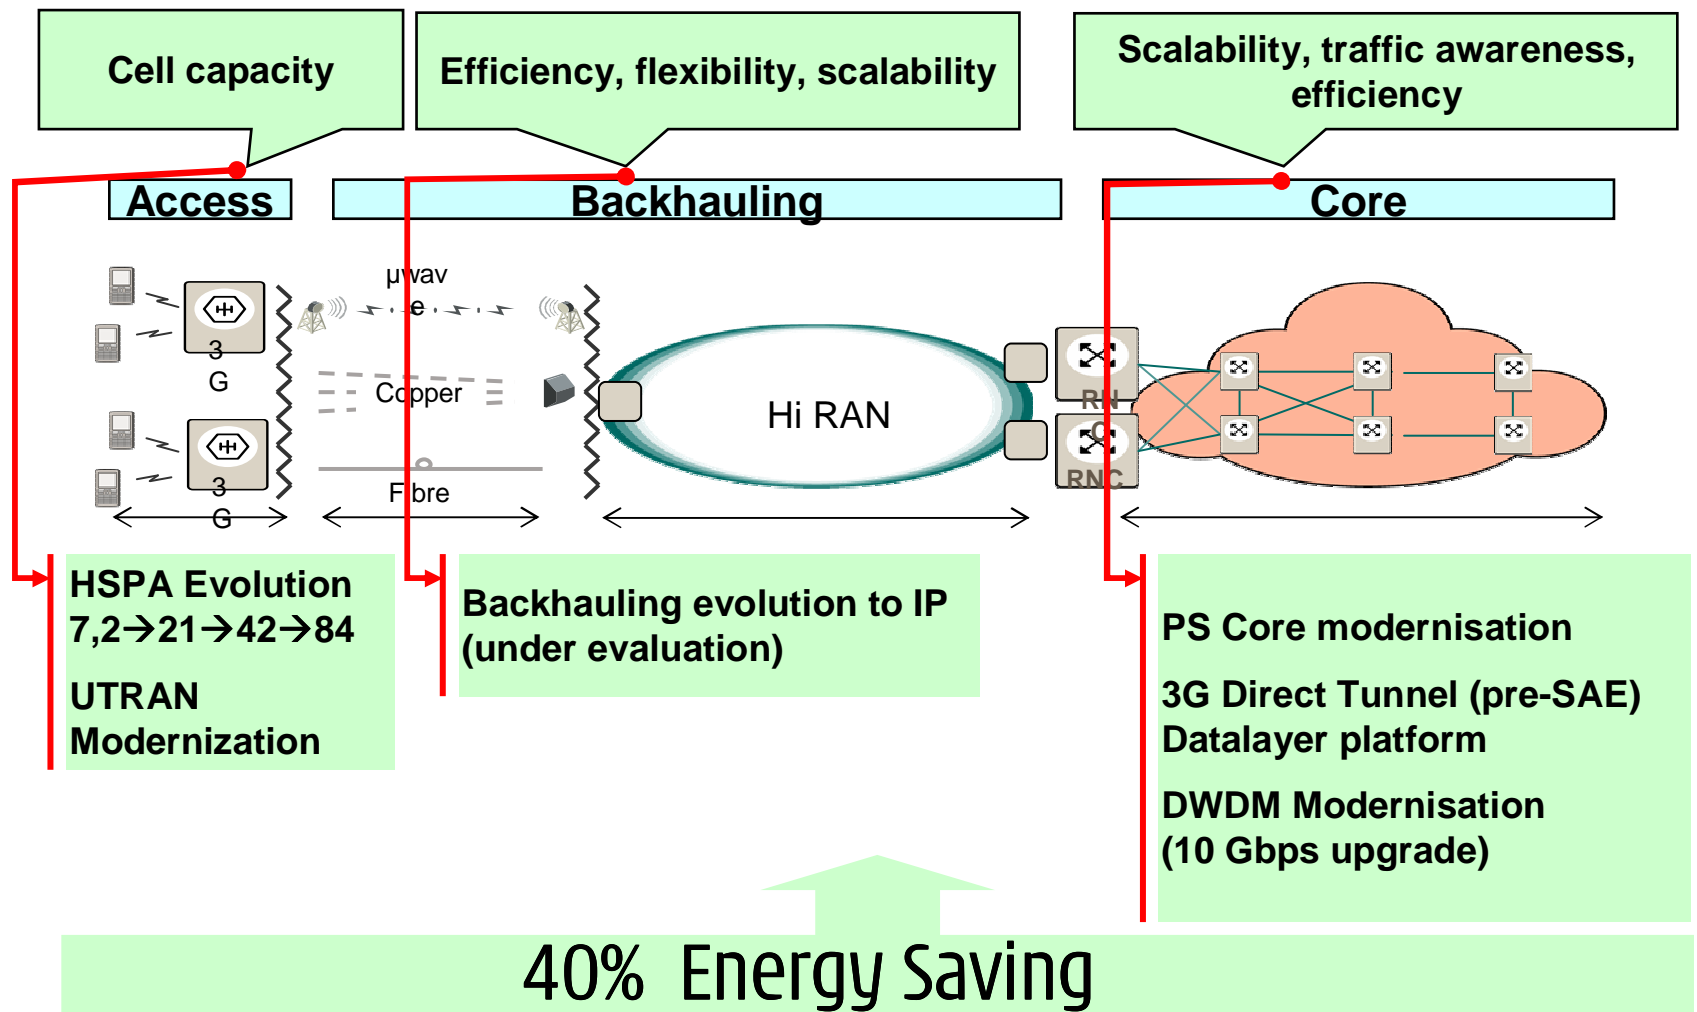 Cell capacity
Efficiency, flexibility, scalability
Scalability, traffic awareness,
efficiency
Access
Backhauling
Core
µwav
e
3
G
Copper
Hi RAN
RN
C
3
G
Fibre
RNC
HSPA Evolution
7,2→21→42→84
UTRAN
Modernization
Backhauling evolution to IP
(under evaluation)
PS Core modernisation
3G Direct Tunnel (pre-SAE)
Datalayer platform
DWDM Modernisation
(10 Gbps upgrade)
40% Energy Saving